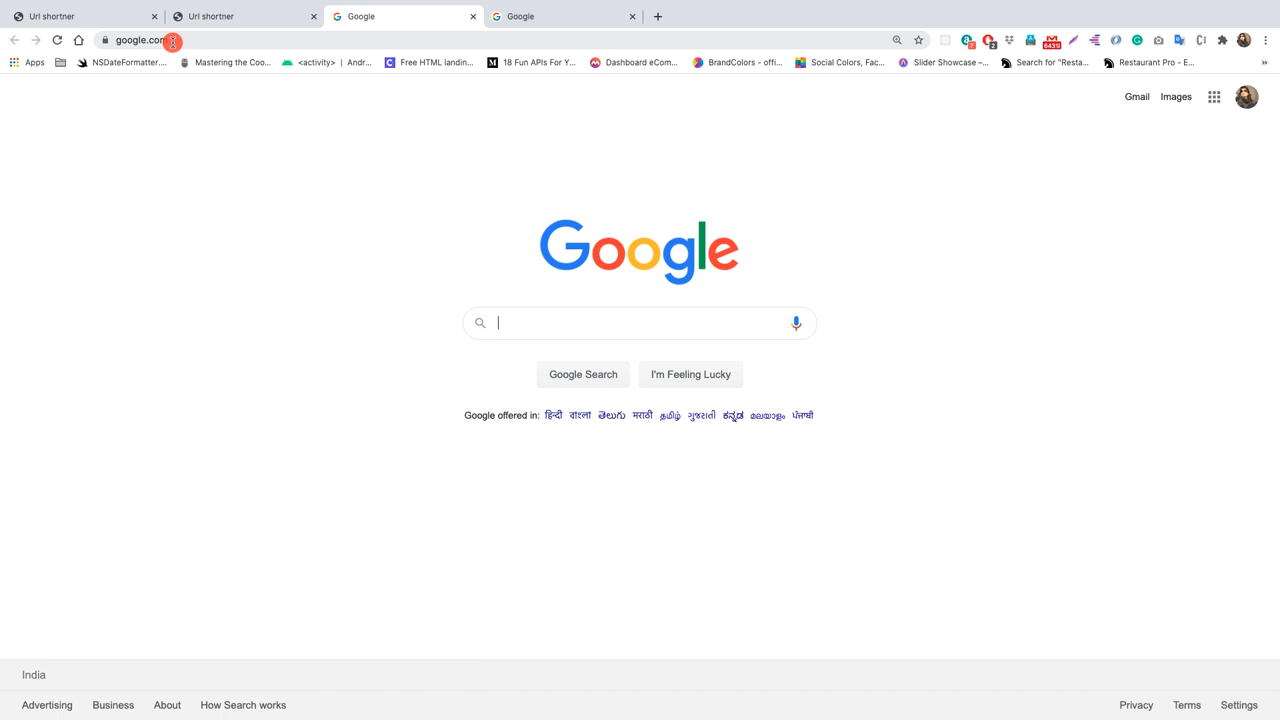 Url shortner
Url shortner
Google
Google
google.com
7
2
6431
Apps
NSDateFormatter....
Mastering the Coo...
<activity> | Andr...
Free HTML landin...
18 Fun APIs For Y...
Dashboard eCom...
BrandColors - offi...
Social Colors, Fac...
Slider Showcase –...
Search for "Resta...
Restaurant Pro - E...
»
Gmail Images
Google
Google Search
I'm Feeling Lucky
Google offered in: हिन्दी বাংলা తెలుగు मराठी தமிழ் ગુજરાતી ಕನ್ನಡ മലയാളം ਪੰਜਾਬੀ
India
Advertising Business About How Search works
Privacy Terms Settings